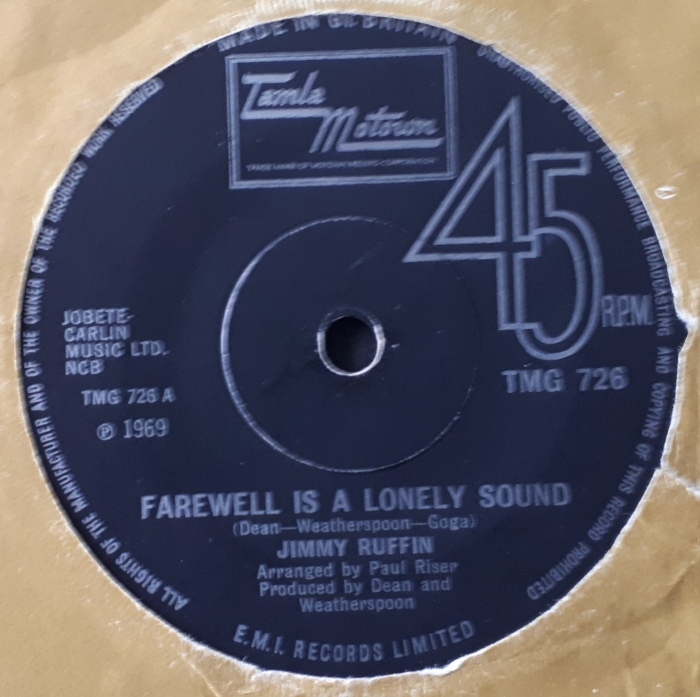 MADE IN GT. BRITAIN
UNAUTHORISED PUBLIC PERFORMANCE BROADCASTING AND COPYING OF THIS RECORD PROHIBITED
ALL RIGHTS OF THE MANUFACTURER AND OF THE OWNER OF THE RECORDED WORK RESERVED
Tamla
Motown
TRADE MARK OF MOTOWN RECORD CORPORATION
45
R.P.M.
JOBETE-
CARLIN
MUSIC LTD.
NCB
TMG 726
TMG 726 A
℗ 1969
FAREWELL IS A LONELY SOUND
(Dean—Weatherspoon—Goga)
JIMMY RUFFIN
Arranged by Paul Riser
Produced by Dean and
Weatherspoon
E.M.I. RECORDS LIMITED